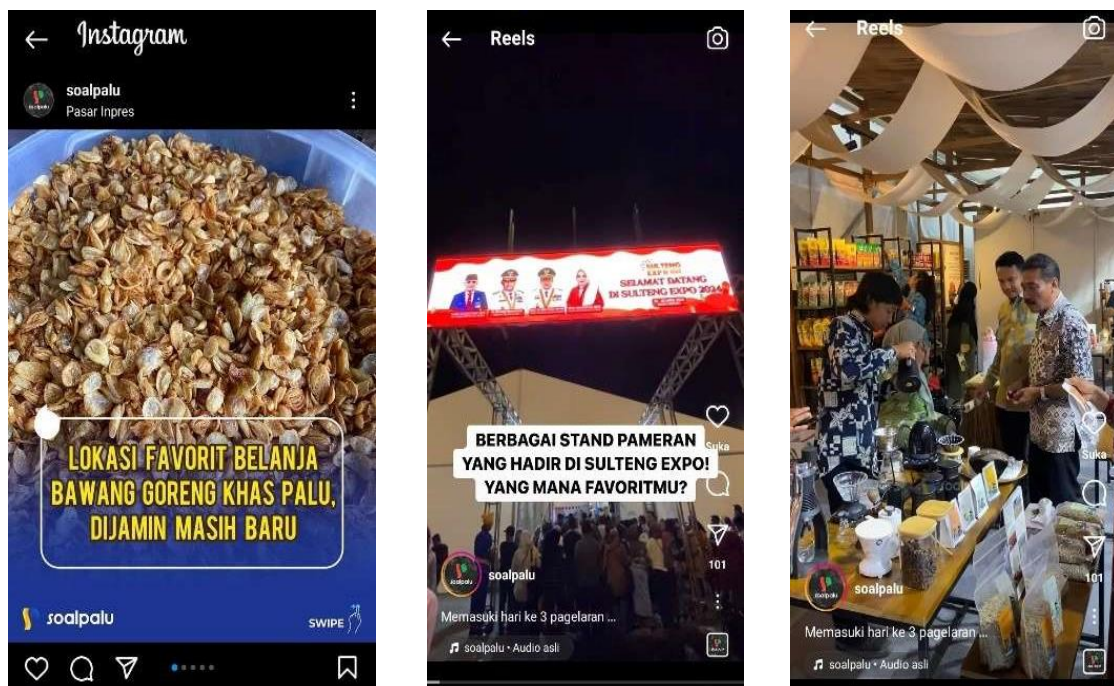 Instagram
soalpalu
Pasar Inpres
LOKASI FAVORIT BELANJA
BAWANG GORENG KHAS PALU,
DIJAMIN MASIH BARU
soalpalu
SWIPE
Reels
SULTENG
EXPO
SELAMAT DATANG
DI SULTENG EXPO 2024
BERBAGAI STAND PAMERAN
YANG HADIR DI SULTENG EXPO!
YANG MANA FAVORITMU?
Suka
101
soalpalu
Memasuki hari ke 3 pagelaran ...
soalpalu • Audio asli
Reels
Suka
101
soalpalu
Memasuki hari ke 3 pagelaran ...
soalpalu • Audio asli